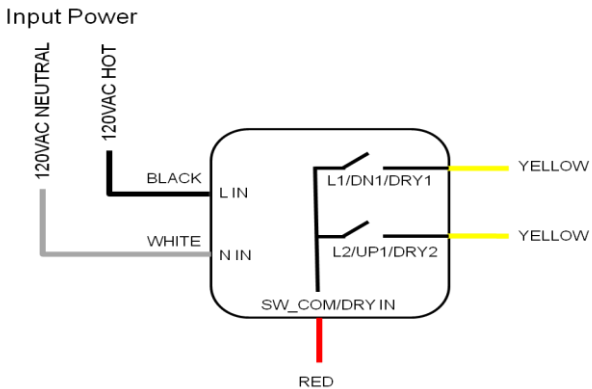 Input Power
120VAC NEUTRAL
120VAC HOT
BLACK
L IN
WHITE
N IN
L1/DN1/DRY1
YELLOW
L2/UP1/DRY2
YELLOW
SW_COM/DRY IN
RED